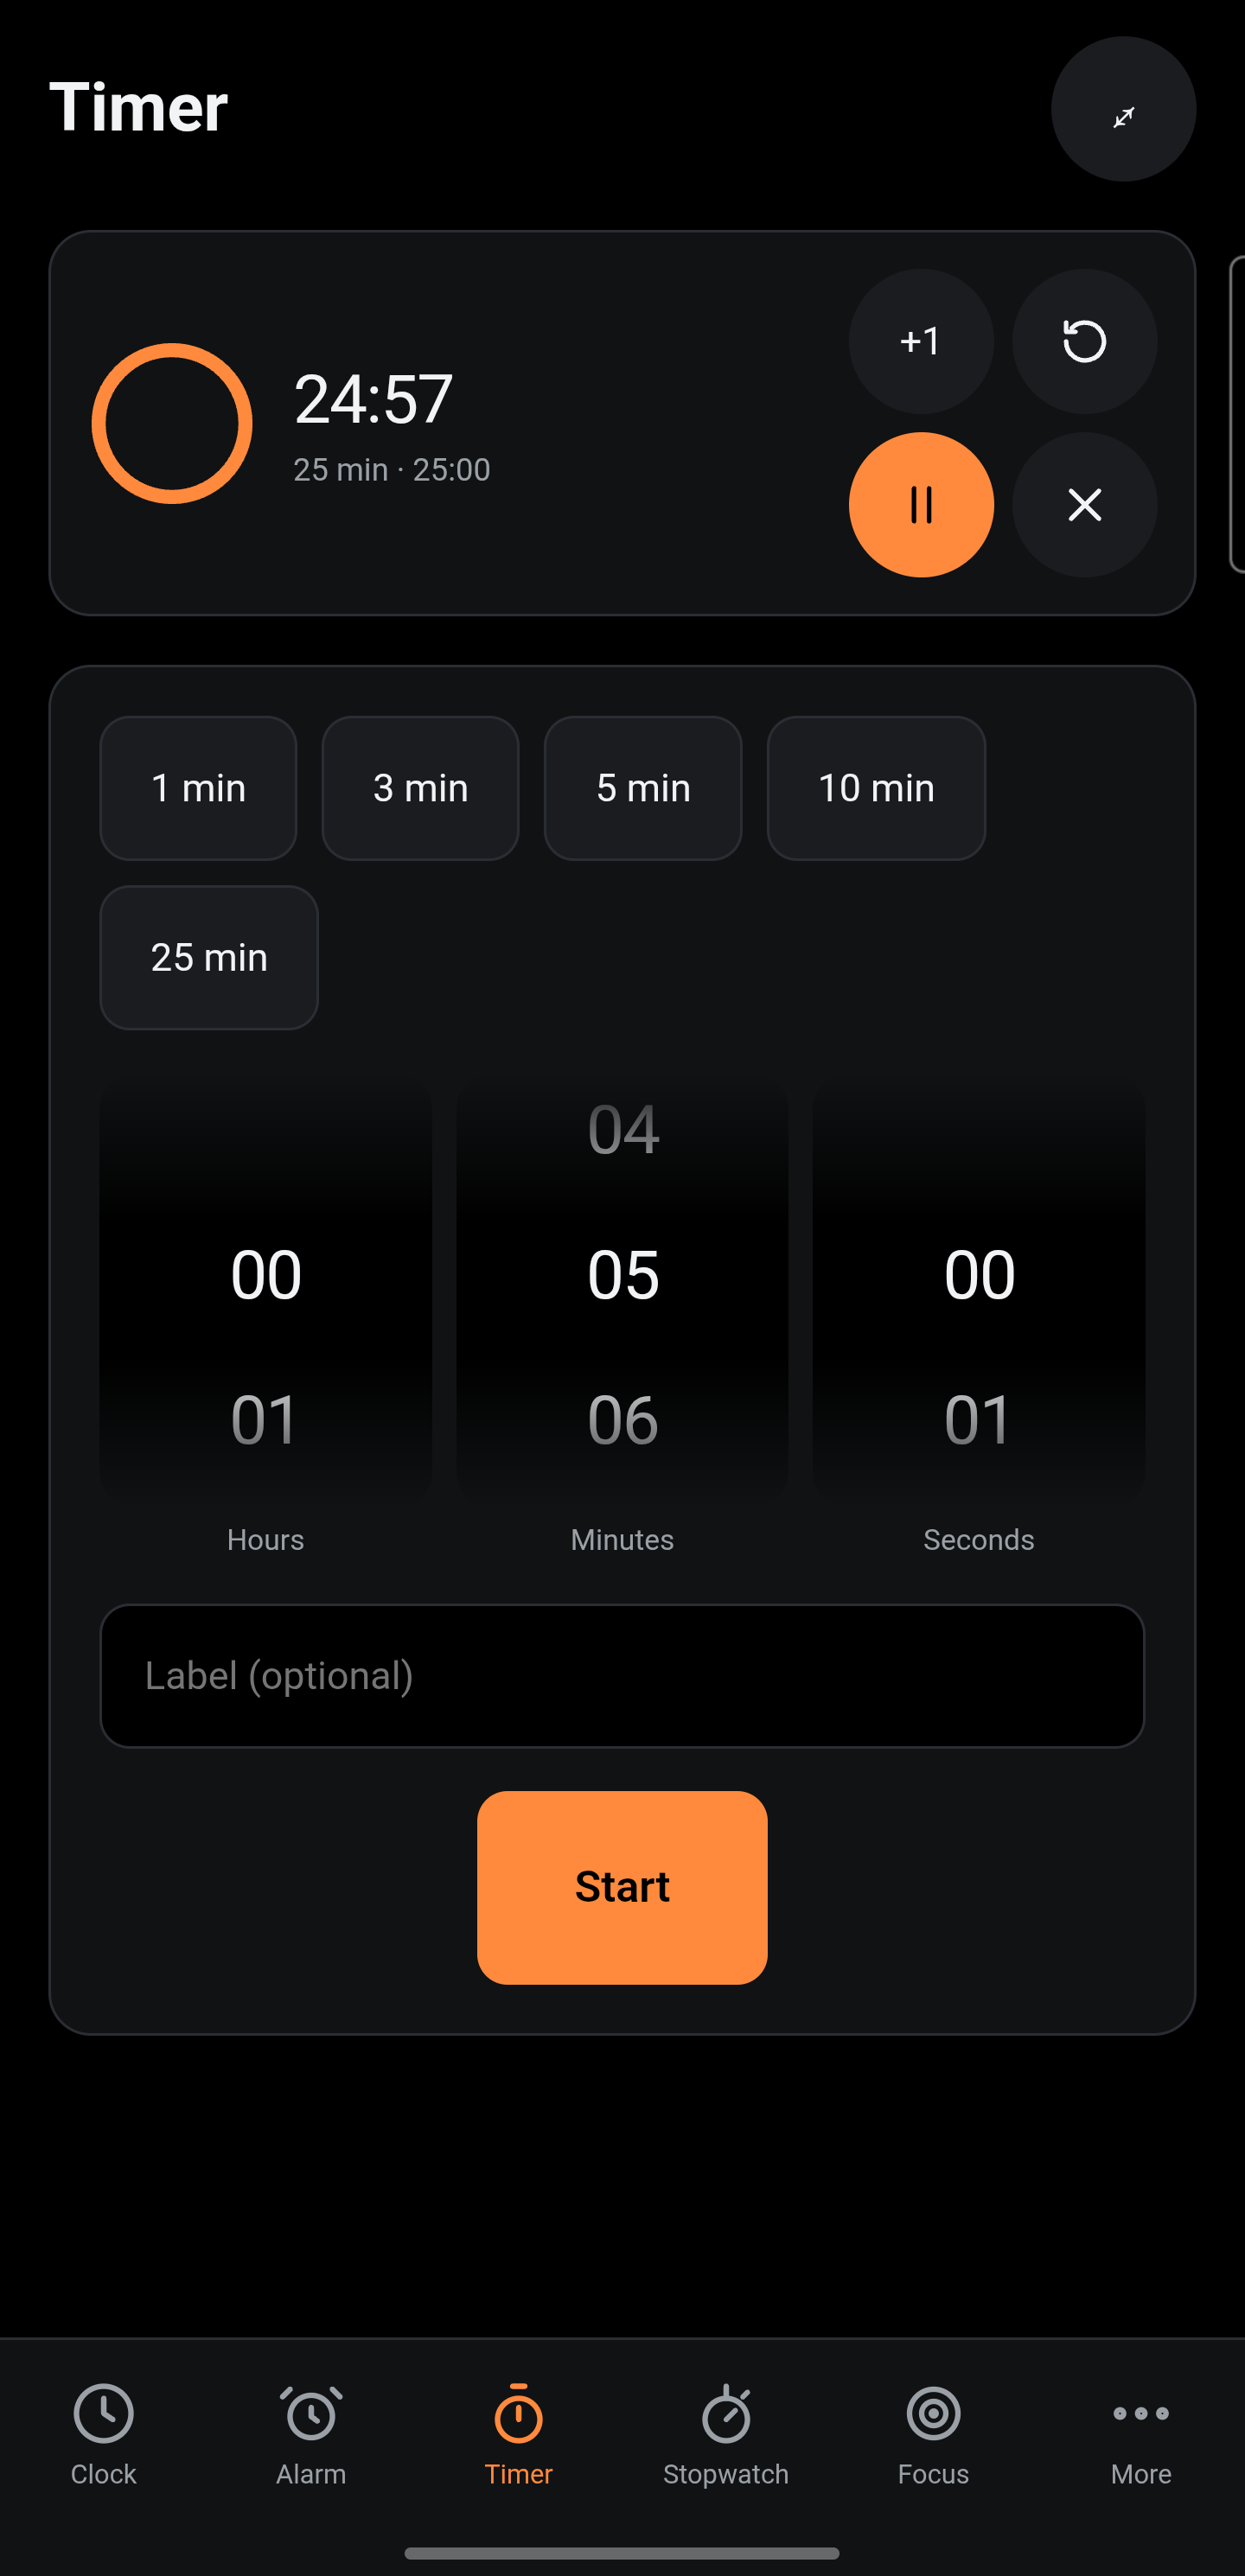 Timer
24:57
25 min · 25:00
+1
1 min
3 min
5 min
10 min
25 min
04
00
05
00
01
06
01
Hours
Minutes
Seconds
Label (optional)
Start
Clock
Alarm
Timer
Stopwatch
Focus
More